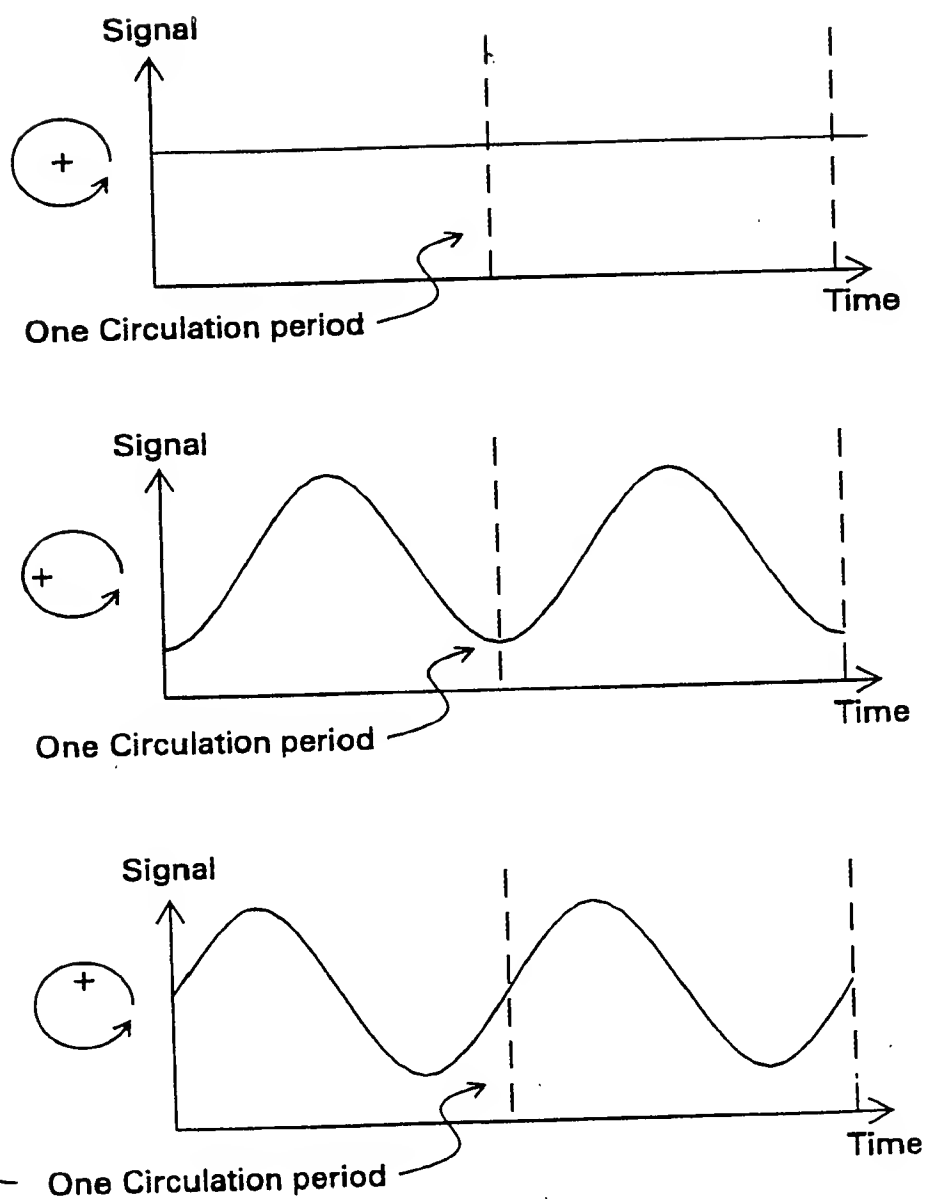 Signal
+
One Circulation period
Time
Signal
+
One Circulation period
Time
Signal
+
One Circulation period
Time